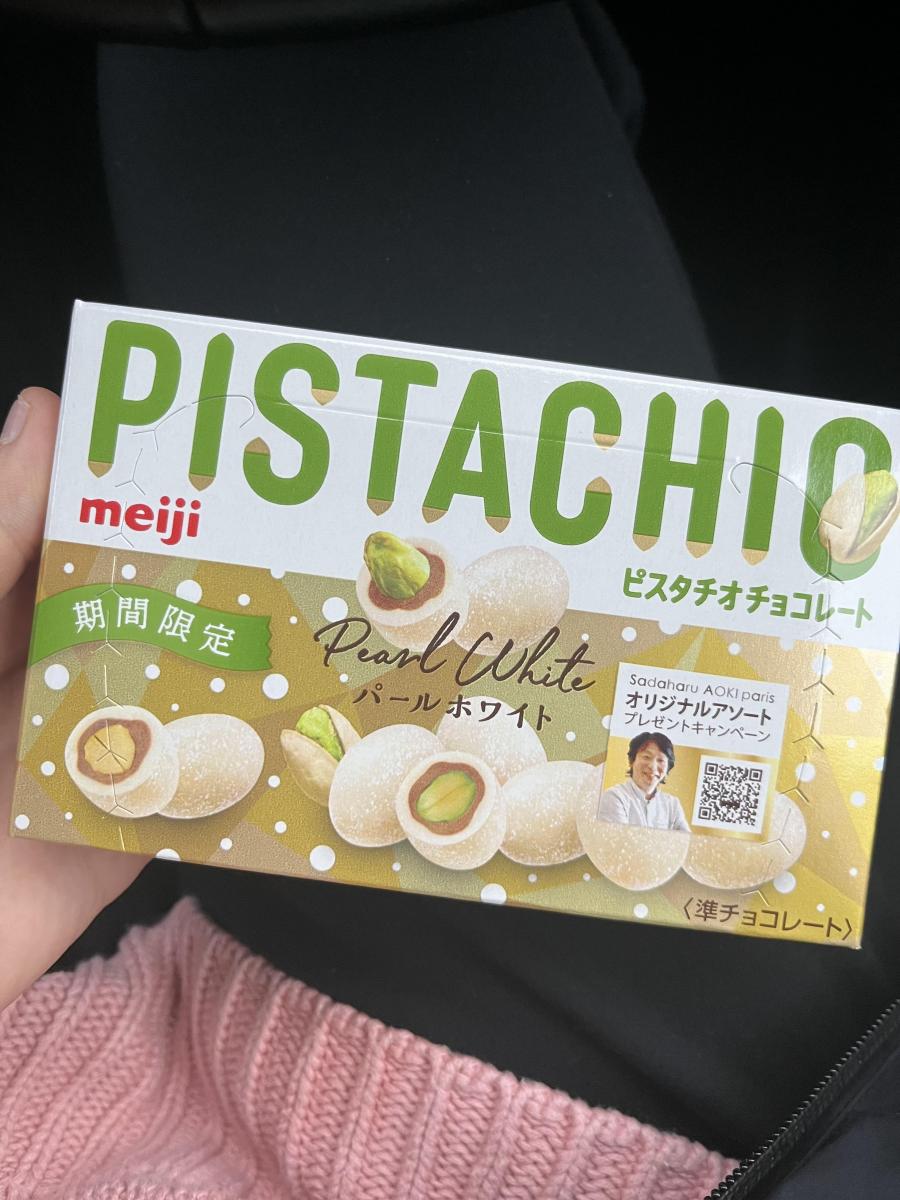 PISTACHIO
meiji
ピスタチオチョコレート
期間限定
Pearl White
パールホワイト
Sadaharu AOKI paris
オリジナルアソート
プレゼントキャンペーン
〈準チョコレート〉